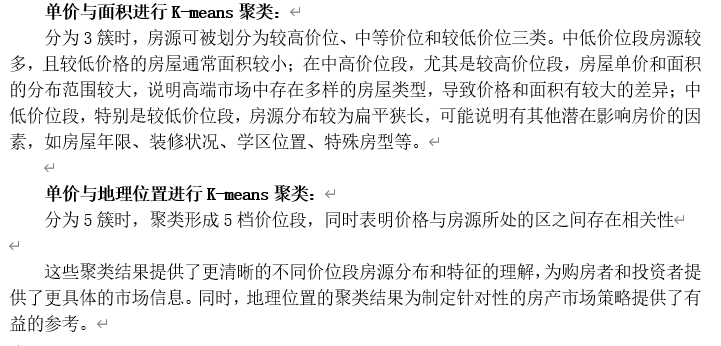 单价与面积进行 K-means 聚类：
分为 3 簇时，房源可被划分为较高价位、中等价位和较低价位三类。中低价位段房源较
多，且较低价格的房屋通常面积较小；在中高价位段，尤其是较高价位段，房屋单价和面积
的分布范围较大，说明高端市场中存在多样的房屋类型，导致价格和面积有较大的差异；中
低价位段，特别是较低价位段，房源分布较为扁平狭长，可能说明有其他潜在影响房价的因
素，如房屋年限、装修状况、学区位置、特殊房型等。
单价与地理位置进行 K-means 聚类：
分为 5 簇时，聚类形成 5 档价位段，同时表明价格与房源所处的区之间存在相关性
这些聚类结果提供了更清晰的不同价位段房源分布和特征的理解，为购房者和投资者提
供了更具体的市场信息。同时，地理位置的聚类结果为制定针对性的房产市场策略提供了有
益的参考。